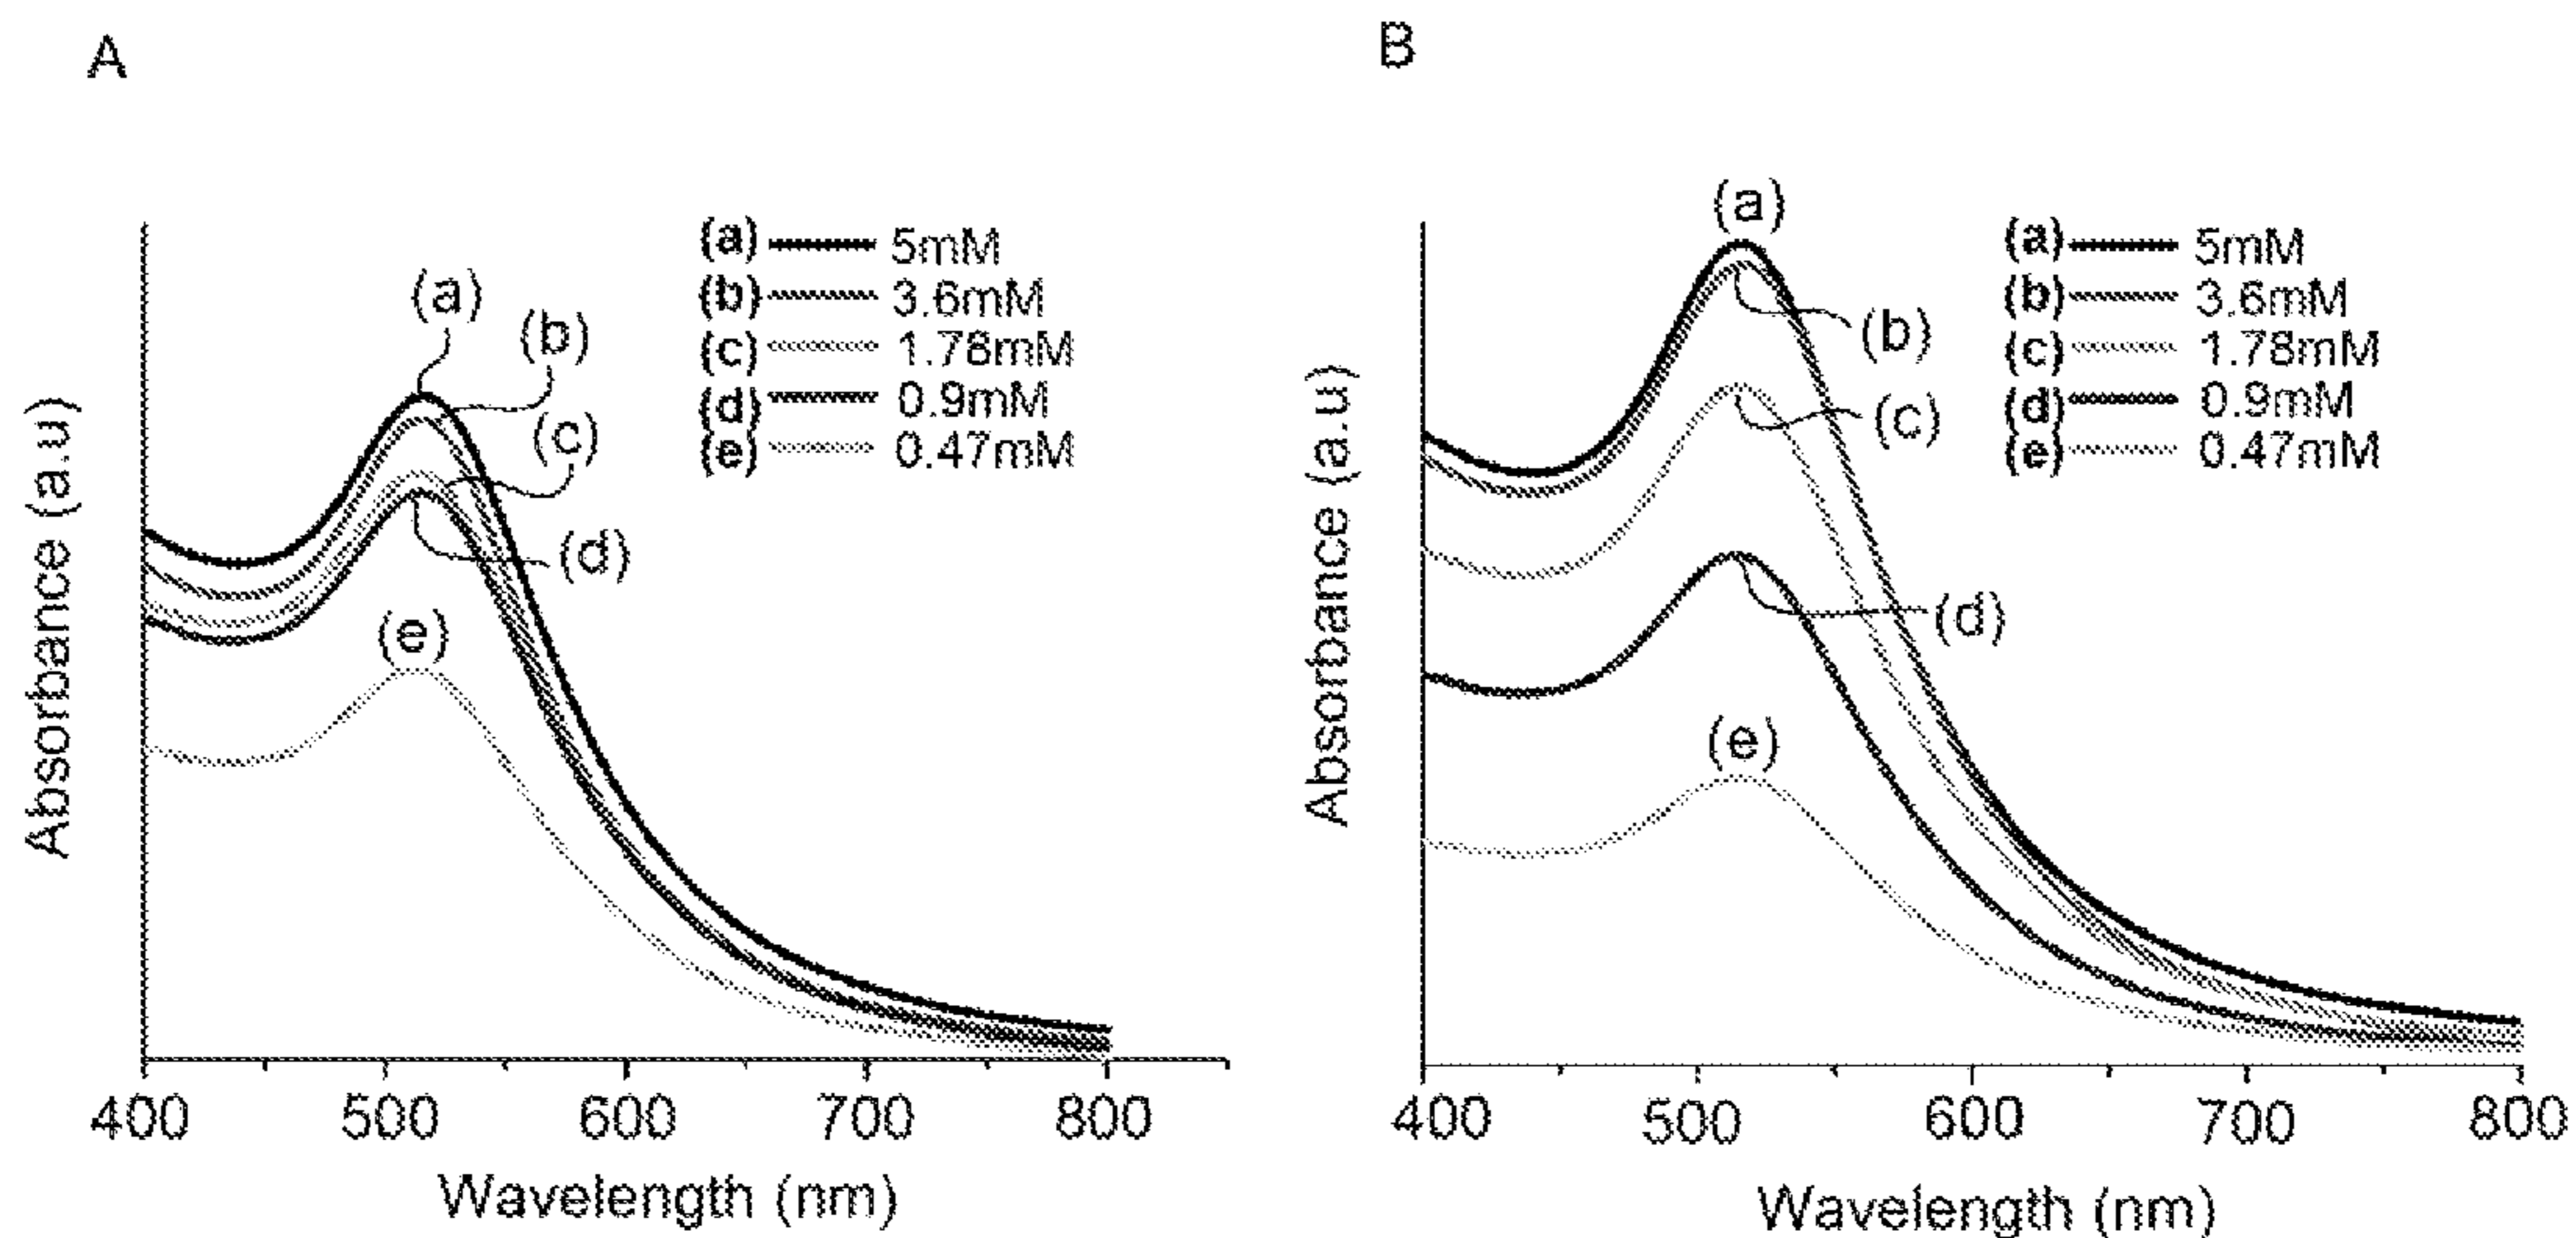 A
(a) 5mM
(b) 3.6mM
(c) 1.78mM
(d) 0.9mM
(e) 0.47mM
(a)
(b)
(c)
(d)
(e)
Absorbance (a.u)
400 500 600 700 800
Wavelength (nm)
B
(a) 5mM
(b) 3.6mM
(c) 1.78mM
(d) 0.9mM
(e) 0.47mM
(a)
(b)
(c)
(d)
(e)
Absorbance (a.u)
400 500 600 700 800
Wavelength (nm)